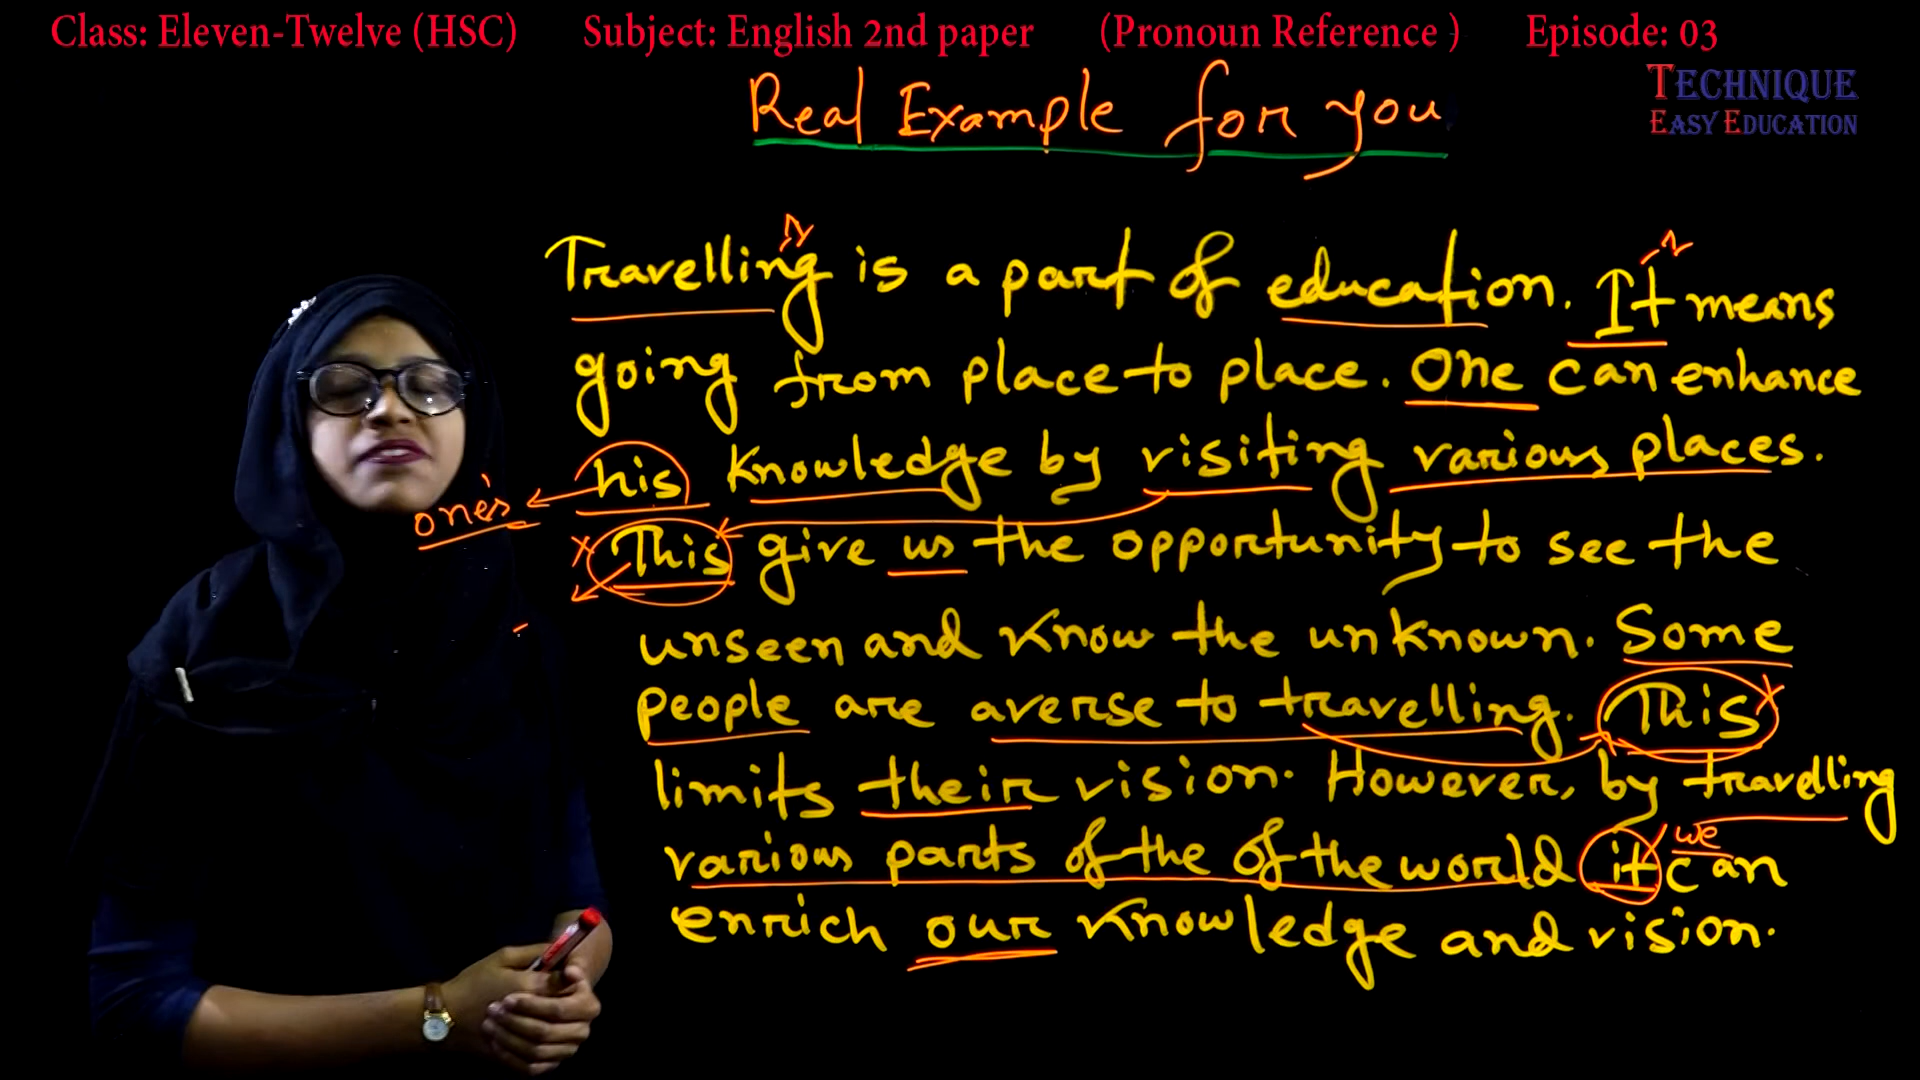 Class: Eleven-Twelve (HSC) Subject: English 2nd paper (Pronoun Reference ) Episode: 03
TECHNIQUE
EASY EDUCATION
Real Example for you
Travelling is a part of education. It means
going from place to place. One can enhance
his knowledge by visiting various places.
one's
This give us the opportunity to see the
unseen and know the unknown. Some
people are averse to travelling. This
limits their vision. However, by travelling
we
various parts of the of the world it can
enrich our knowledge and vision.